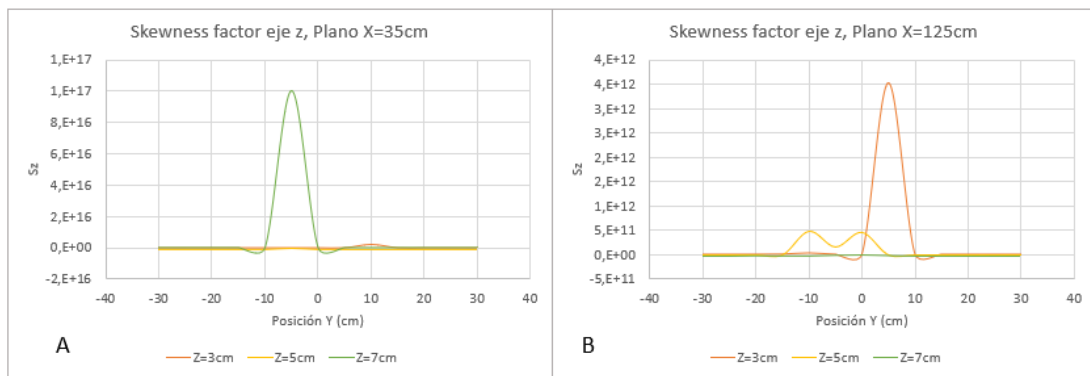 Skewness factor eje z, Plano X=35cm
1,E+17
1,E+17
8,E+16
6,E+16
4,E+16
2,E+16
0,E+00
-2,E+16
Sz
-40 -30 -20 -10 0 10 20 30 40
Posición Y (cm)
A
Z=3cm Z=5cm Z=7cm
Skewness factor eje z, Plano X=125cm
4,E+12
4,E+12
3,E+12
3,E+12
2,E+12
2,E+12
1,E+12
5,E+11
0,E+00
-5,E+11
Sz
-40 -30 -20 -10 0 10 20 30 40
Posición Y (cm)
B
Z=3cm Z=5cm Z=7cm